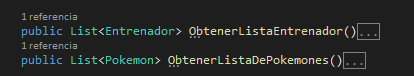 1 referencia
public List<Entrenador> ObtenerListaEntrenador()...
1 referencia
public List<Pokemon> ObtenerListaDePokemones()...